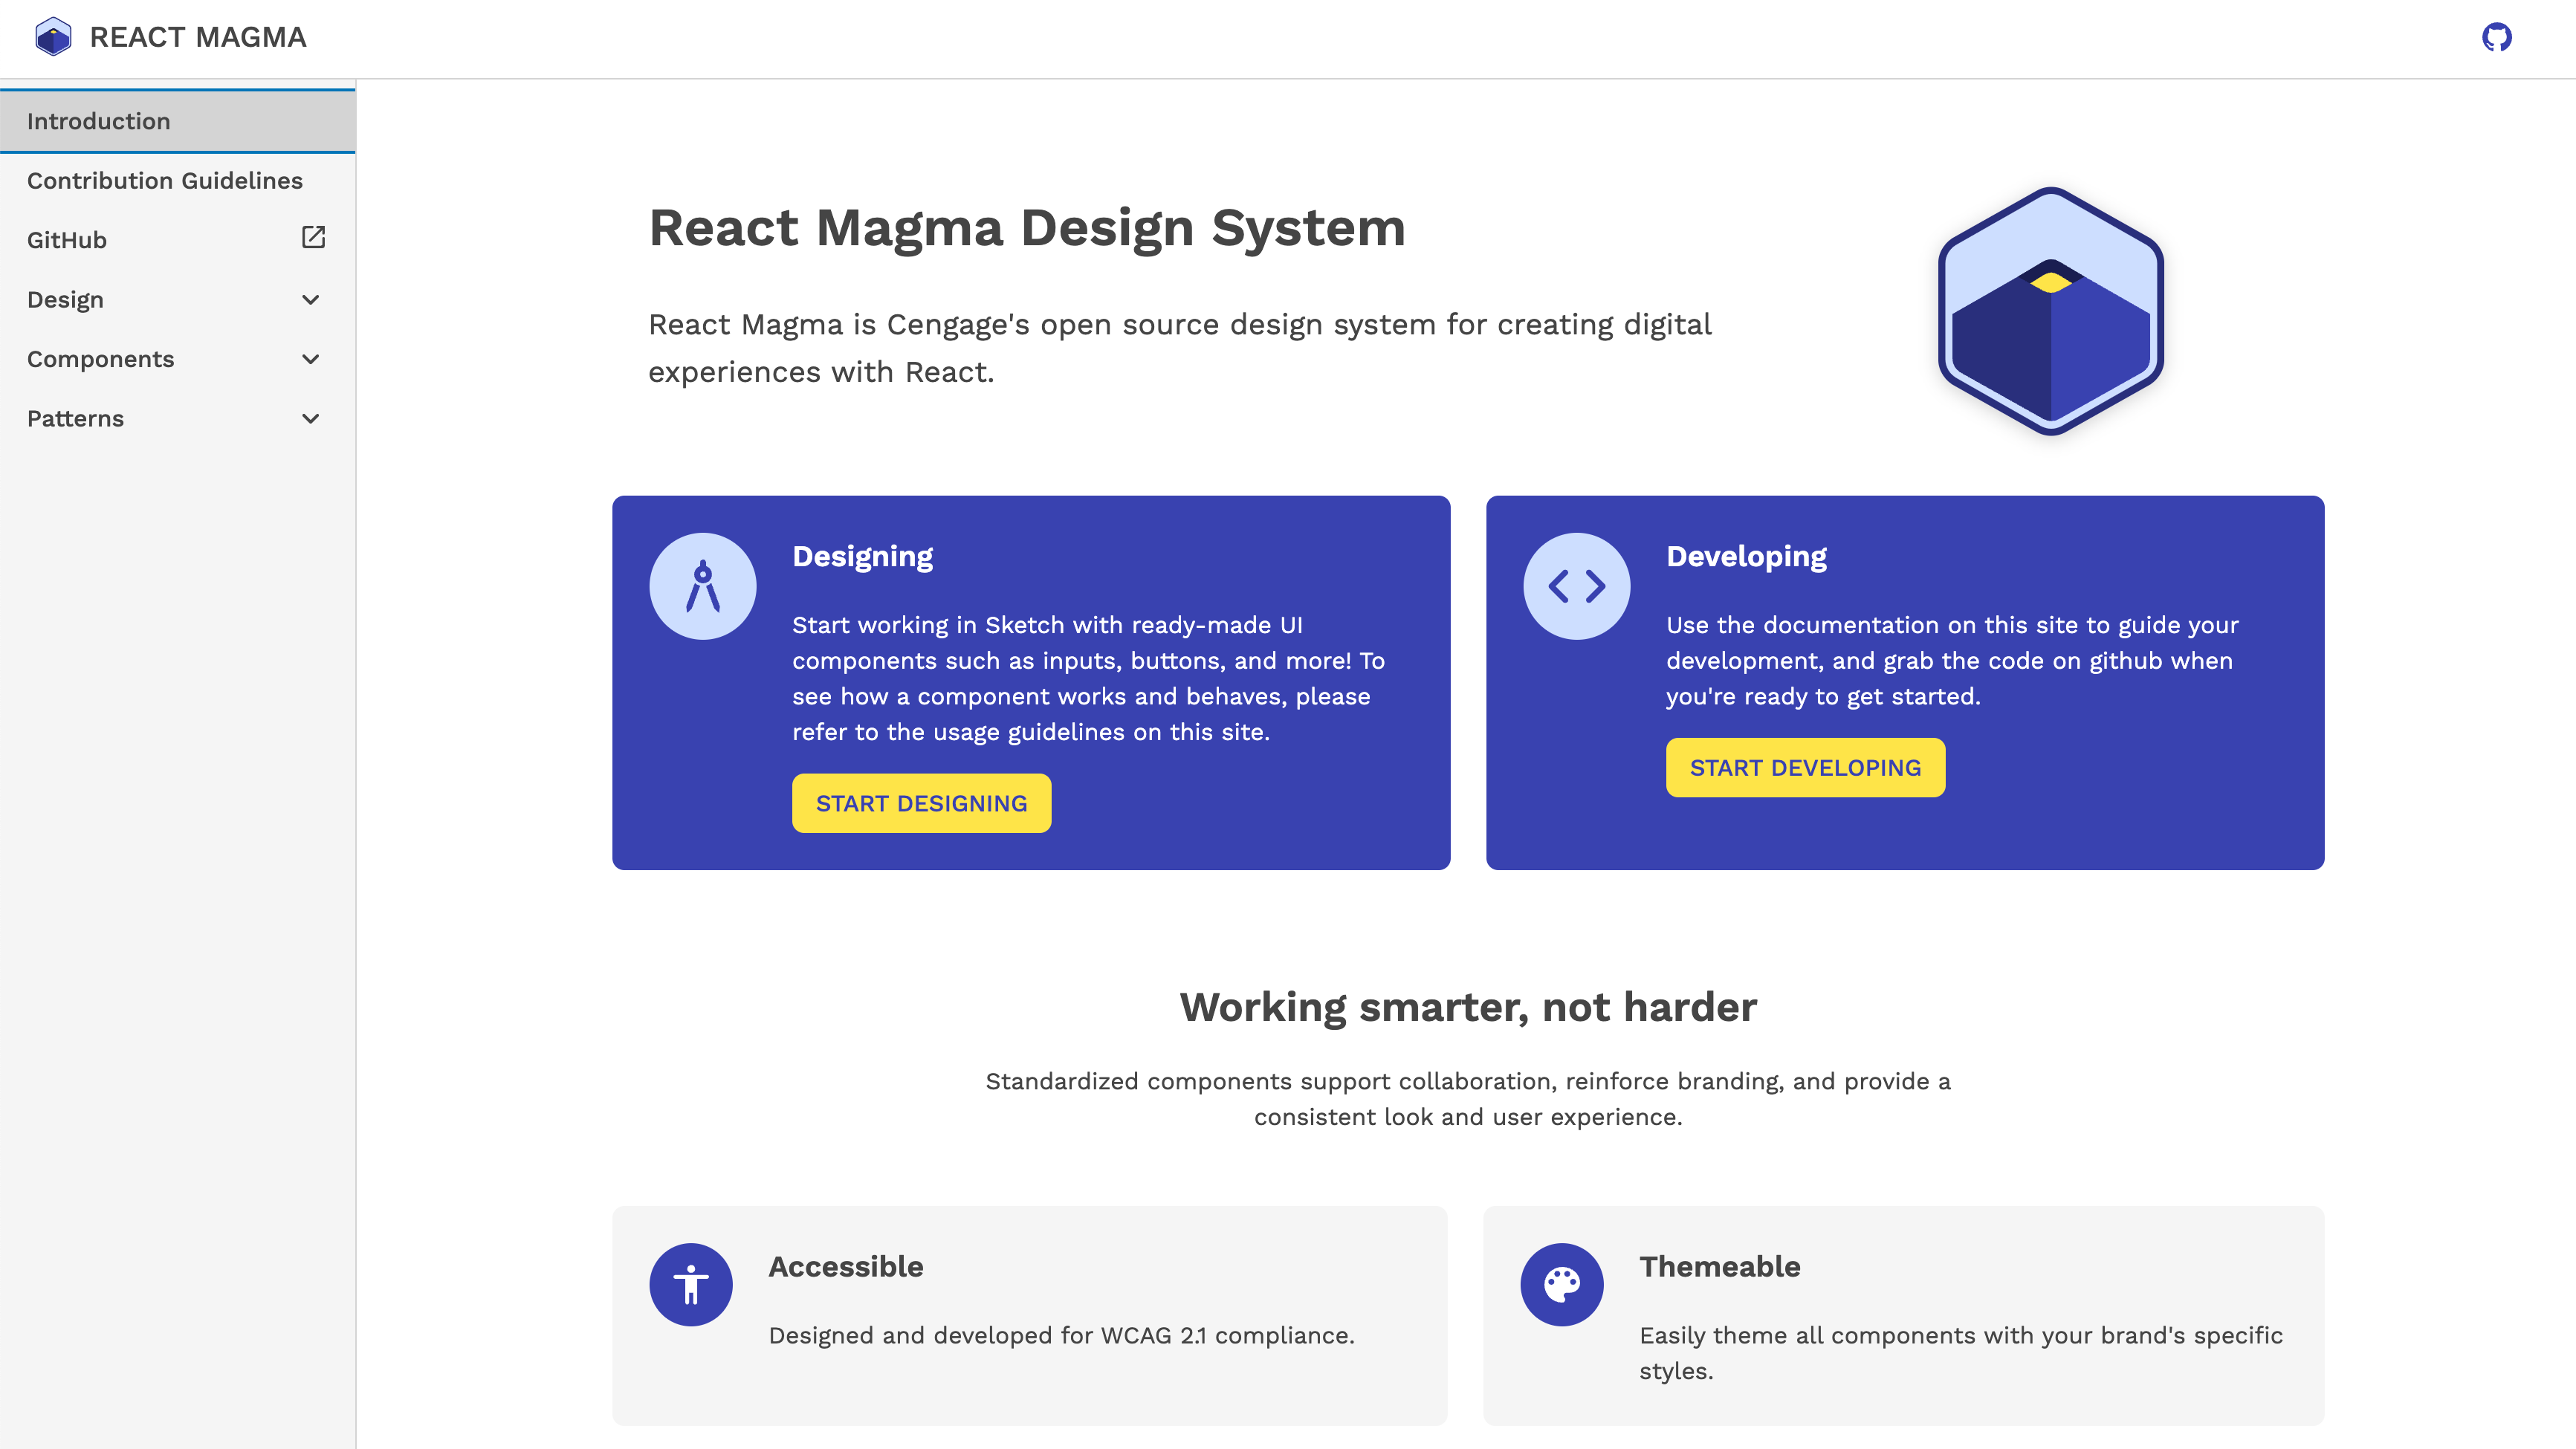 REACT MAGMA
Introduction
Contribution Guidelines
GitHub
Design
Components
Patterns
React Magma Design System
React Magma is Cengage's open source design system for creating digital
experiences with React.
Designing
Start working in Sketch with ready-made UI
components such as inputs, buttons, and more! To
see how a component works and behaves, please
refer to the usage guidelines on this site.
START DESIGNING
Developing
Use the documentation on this site to guide your
development, and grab the code on github when
you're ready to get started.
START DEVELOPING
Working smarter, not harder
Standardized components support collaboration, reinforce branding, and provide a
consistent look and user experience.
Accessible
Designed and developed for WCAG 2.1 compliance.
Themeable
Easily theme all components with your brand's specific
styles.